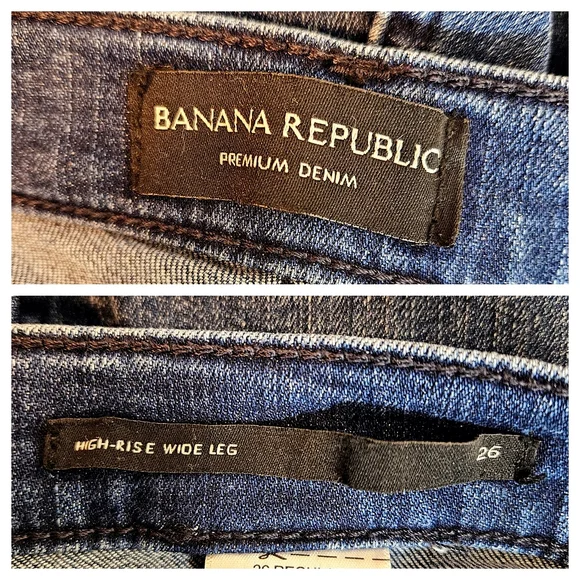 BANANA REPUBLIC
PREMIUM DENIM
HIGH-RISE WIDE LEG
26